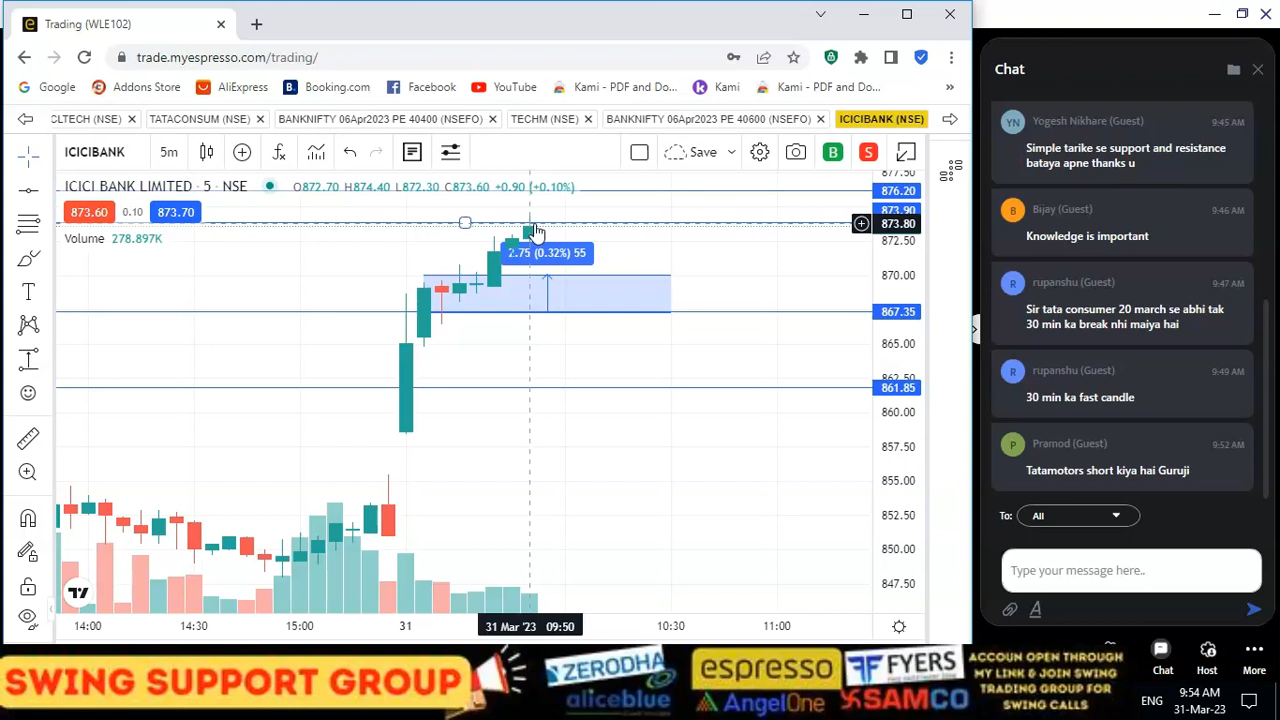 Trading (WLE102)
trade.myespresso.com/trading/
Google
Addons Store
AliExpress
Booking.com
Facebook
YouTube
Kami - PDF and Do...
Kami
Kami - PDF and Do...
CLTECH (NSE)
TATACONSUM (NSE)
BANKNIFTY 06Apr2023 PE 40400 (NSEFO)
TECHM (NSE)
BANKNIFTY 06Apr2023 PE 40600 (NSEFO)
ICICIBANK (NSE)
ICICIBANK
5m
Save
B
S
ICICI BANK LIMITED • 5 • NSE
O872.70 H874.40 L872.30 C873.60 +0.90 (+0.10%)
873.60
0.10
873.70
Volume 278.897K
2.75 (0.32%) 55
877.50
876.20
873.90
873.80
872.50
870.00
867.35
865.00
862.50
861.85
860.00
857.50
855.00
852.50
850.00
847.50
14:00
14:30
15:00
31
31 Mar '23 09:50
10:30
11:00
Chat
YN
Yogesh Nikhare (Guest)
9:45 AM
Simple tarike se support and resistance
bataya apne thanks u
B
Bijay (Guest)
9:46 AM
Knowledge is important
R
rupanshu (Guest)
9:47 AM
Sir tata consumer 20 march se abhi tak
30 min ka break nhi maiya hai
R
rupanshu (Guest)
9:49 AM
30 min ka fast candle
P
Pramod (Guest)
9:52 AM
Tatamotors short kiya hai Guruji
To:
All
Type your message here..
Chat
Host
More
SWING SUPPORT GROUP
ZERODHA
aliceblue
espresso
AngelOne
FYERS
SAMCO
ACCOUN OPEN THROUGH
MY LINK & JOIN SWING
TRADING GROUP FOR
SWING CALLS
ENG
9:54 AM
31-Mar-23